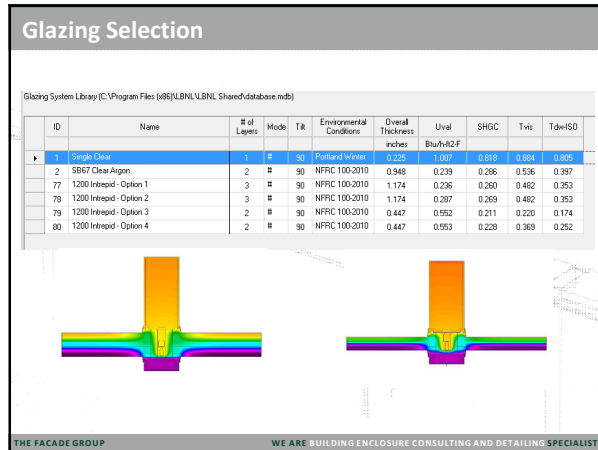 Glazing Selection
Glazing System Library (C:\Program Files (x86)\LBNL\LBNL Shared\database.mdb)
ID Name # of Layers Mode Tilt Environmental Conditions Overall Thickness Uval SHGC Tvis Tdw-ISO
inches Btu/h-ft2-F
1 Single Clear 1 # 90 Portland Winter 0.225 1.007 0.818 0.884 0.805
2 SB67 Clear Argon 2 # 90 NFRC 100-2010 0.948 0.239 0.286 0.536 0.397
77 1200 Intrepid - Option 1 3 # 90 NFRC 100-2010 1.174 0.236 0.260 0.482 0.353
78 1200 Intrepid - Option 2 3 # 90 NFRC 100-2010 1.174 0.287 0.269 0.482 0.353
79 1200 Intrepid - Option 3 2 # 90 NFRC 100-2010 0.447 0.552 0.211 0.220 0.174
80 1200 Intrepid - Option 4 2 # 90 NFRC 100-2010 0.447 0.553 0.228 0.369 0.252
THE FACADE GROUP WE ARE BUILDING ENCLOSURE CONSULTING AND DETAILING SPECIALIST